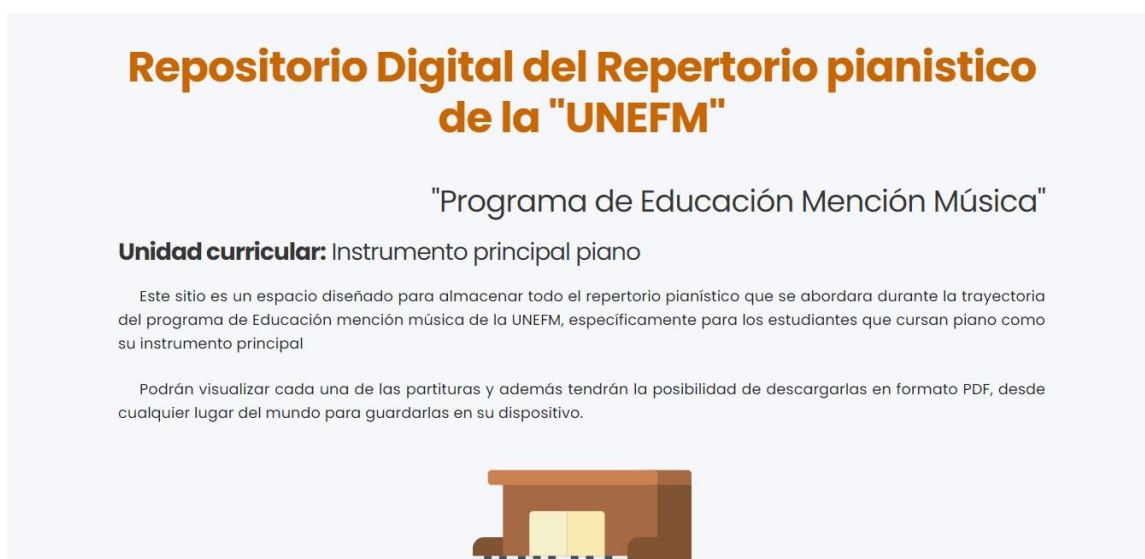 Repositorio Digital del Repertorio pianistico
de la "UNEFM"
"Programa de Educación Mención Música"
Unidad curricular: Instrumento principal piano
Este sitio es un espacio diseñado para almacenar todo el repertorio pianístico que se abordara durante la trayectoria
del programa de Educación mención música de la UNEFM, específicamente para los estudiantes que cursan piano como
su instrumento principal
Podrán visualizar cada una de las partituras y además tendrán la posibilidad de descargarlas en formato PDF, desde
cualquier lugar del mundo para guardarlas en su dispositivo.